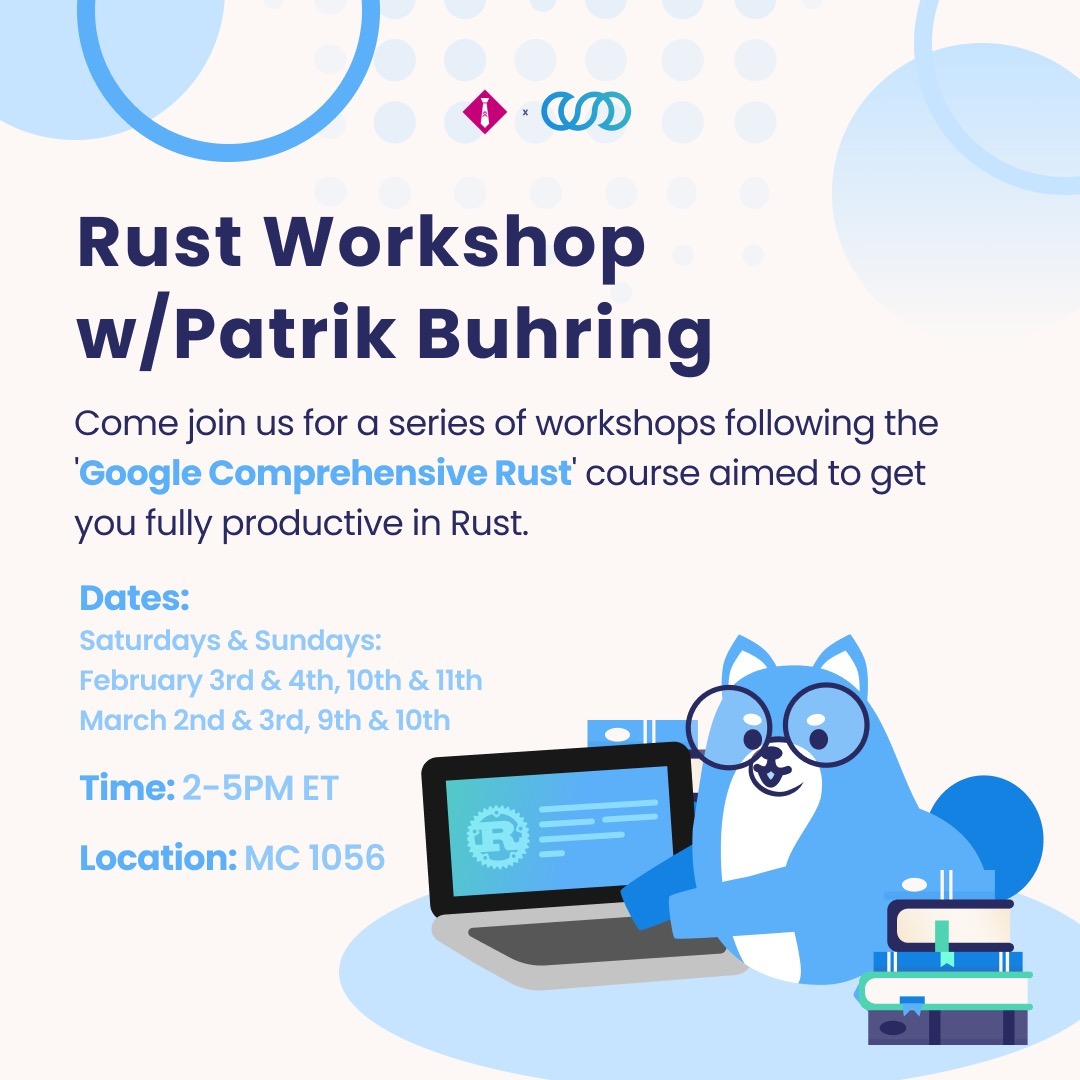 x
Rust Workshop
w/Patrik Buhring
Come join us for a series of workshops following the
'Google Comprehensive Rust' course aimed to get
you fully productive in Rust.
Dates:
Saturdays & Sundays:
February 3rd & 4th, 10th & 11th
March 2nd & 3rd, 9th & 10th
Time: 2-5PM ET
Location: MC 1056
R